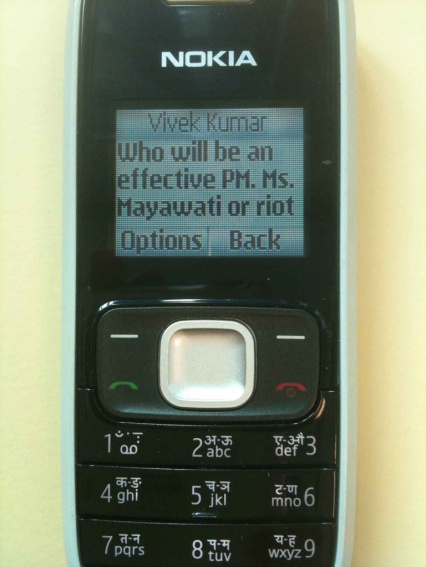 NOKIA
Vivek Kumar
Who will be an
effective PM. Ms.
Mayawati or riot
Options Back
1 ஃ
2 अ-ऊ abc
ए-औ def 3
4 क-ङ ghi
5 च-ञ jkl
ट-ण mno 6
7 त-न pqrs
8 प-म tuv
य-ह wxyz 9